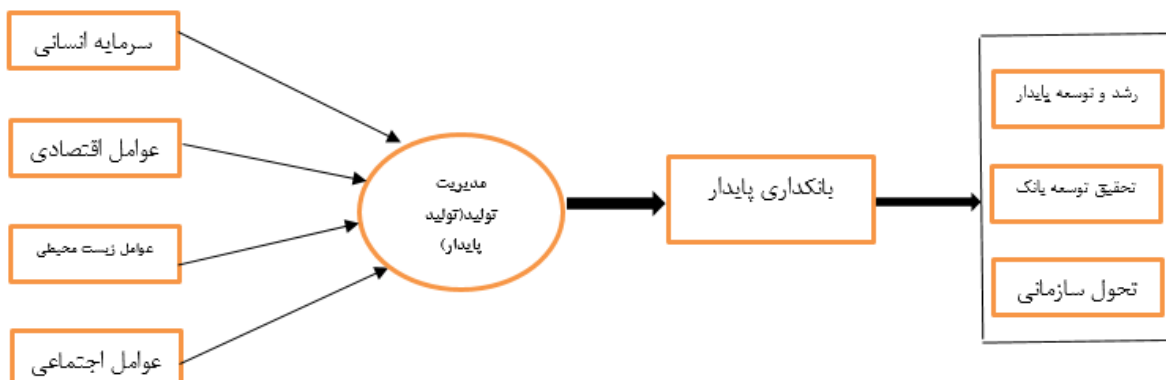 سرمایه انسانی
عوامل اقتصادی
عوامل زیست محیطی
عوامل اجتماعی
مدیریت
تولید(تولید
پایدار)
بانکداری پایدار
رشد و توسعه پایدار
تحقیق توسعه بانک
تحول سازمانی